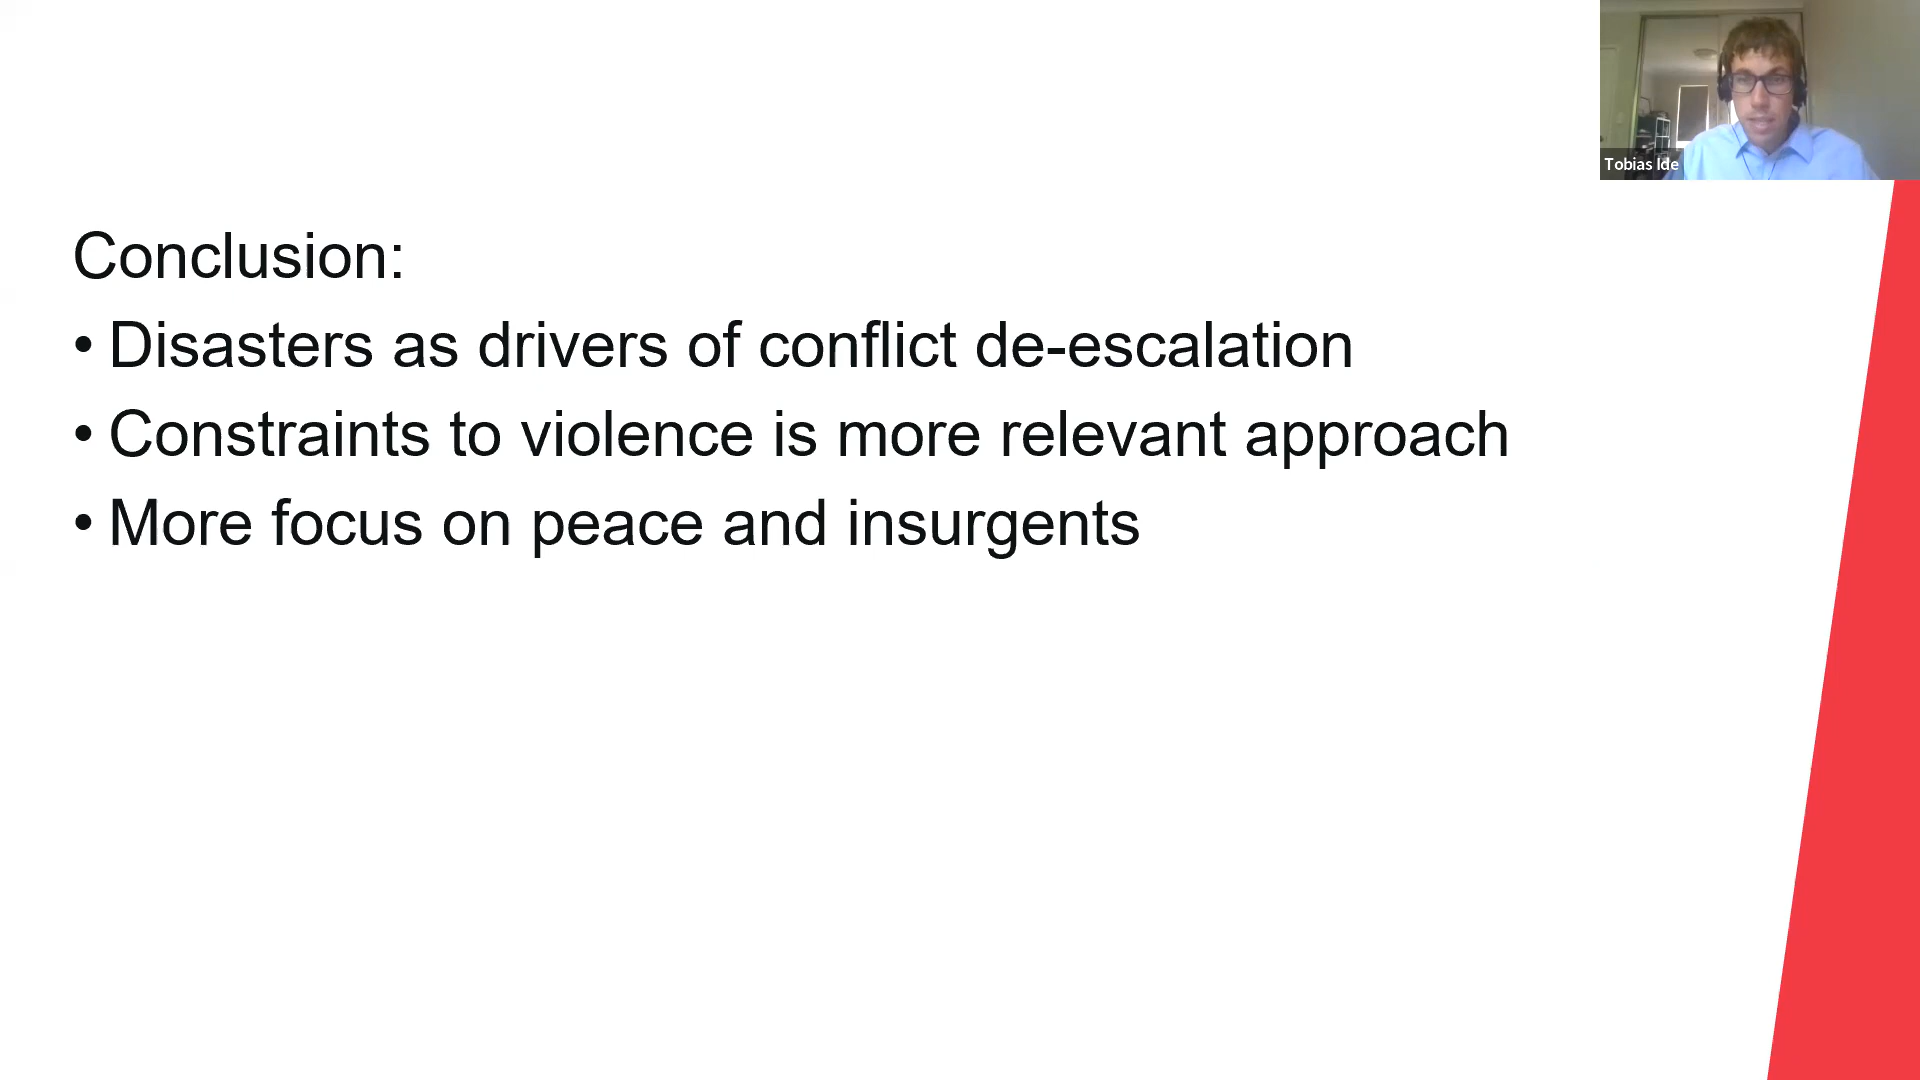 Tobias Ide
Conclusion:
• Disasters as drivers of conflict de-escalation
• Constraints to violence is more relevant approach
• More focus on peace and insurgents